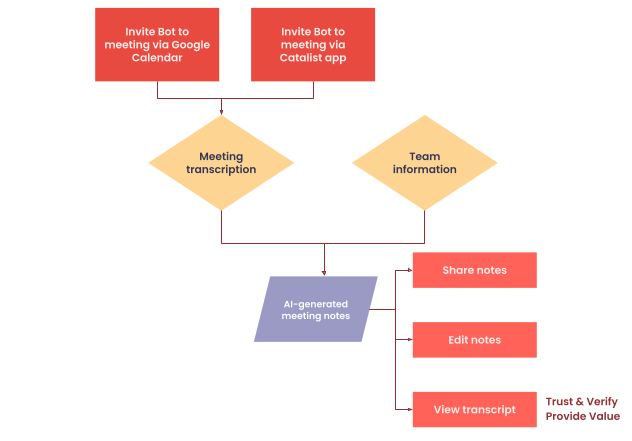 Invite Bot to
meeting via Google
Calendar
Invite Bot to
meeting via
Catalist app
Meeting
transcription
Team
information
AI-generated
meeting notes
Share notes
Edit notes
View transcript
Trust & Verify
Provide Value